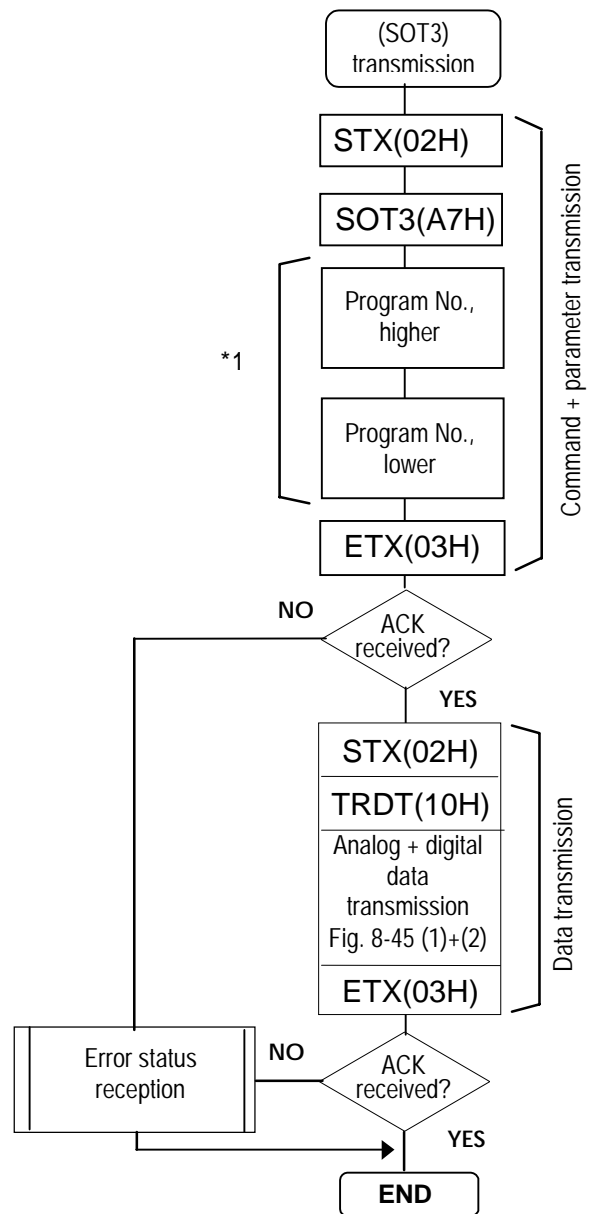 (SOT3)
transmission
STX(02H)
SOT3(A7H)
Program No.,
higher
*1
Program No.,
lower
ETX(03H)
Command + parameter transmission
NO
ACK
received?
YES
STX(02H)
TRDT(10H)
Analog + digital
data
transmission
Fig. 8-45 (1)+(2)
ETX(03H)
Data transmission
Error status
reception
NO
ACK
received?
YES
END